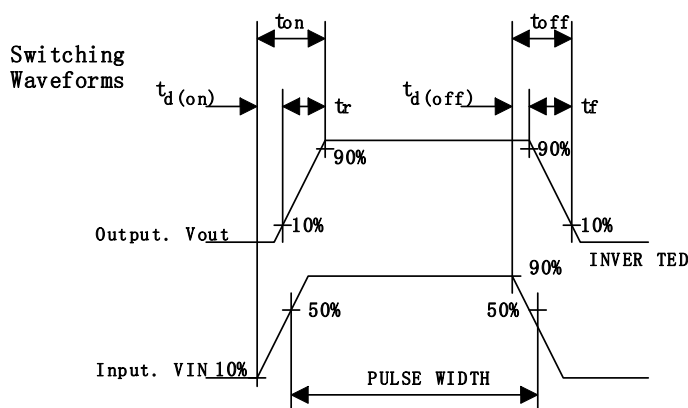 ton
toff
Switching
Waveforms
td(on)
tr
td(off)
tf
90%
90%
10%
10%
Output. Vout
INVER TED
90%
50%
50%
Input. VIN 10%
PULSE WIDTH